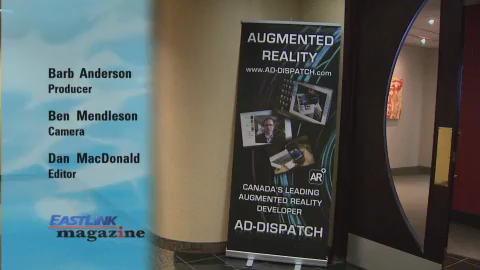 Barb Anderson
Producer
Ben Mendleson
Camera
Dan MacDonald
Editor
EASTLINK
magazine
AUGMENTED
REALITY
www.AD-DISPATCH.com
AR
CANADA'S LEADING
AUGMENTED REALITY
DEVELOPER
AD-DISPATCH